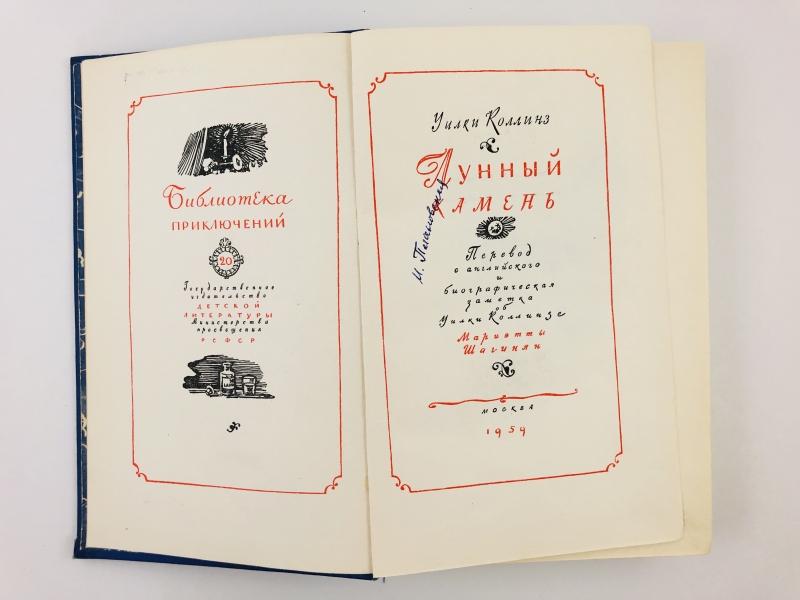 Библиотека
ПРИКЛЮЧЕНИЙ
20
Государственное
издательство
ДЕТСКОЙ
ЛИТЕРАТУРЫ
Министерства
просвещения
РСФСР
Уилки Коллинз
Лунный
КАМЕНЬ
Перевод
с английского
и
биографическая
заметка
об
Уилки Коллинзе
Мариэтты
Шагинян
МОСКВА
1959